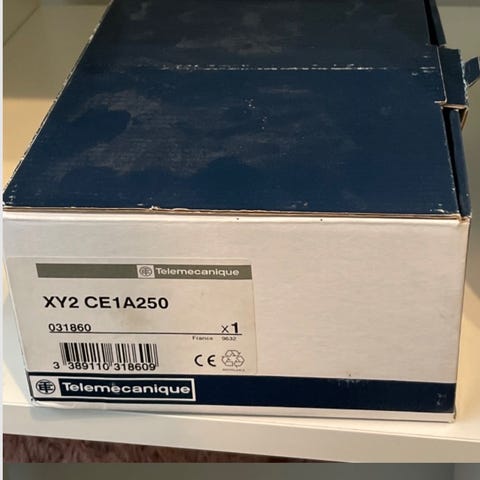 Telemecanique
XY2 CE1A250
031860 x1
France 9632
3 389110 318609
CE
Telemecanique